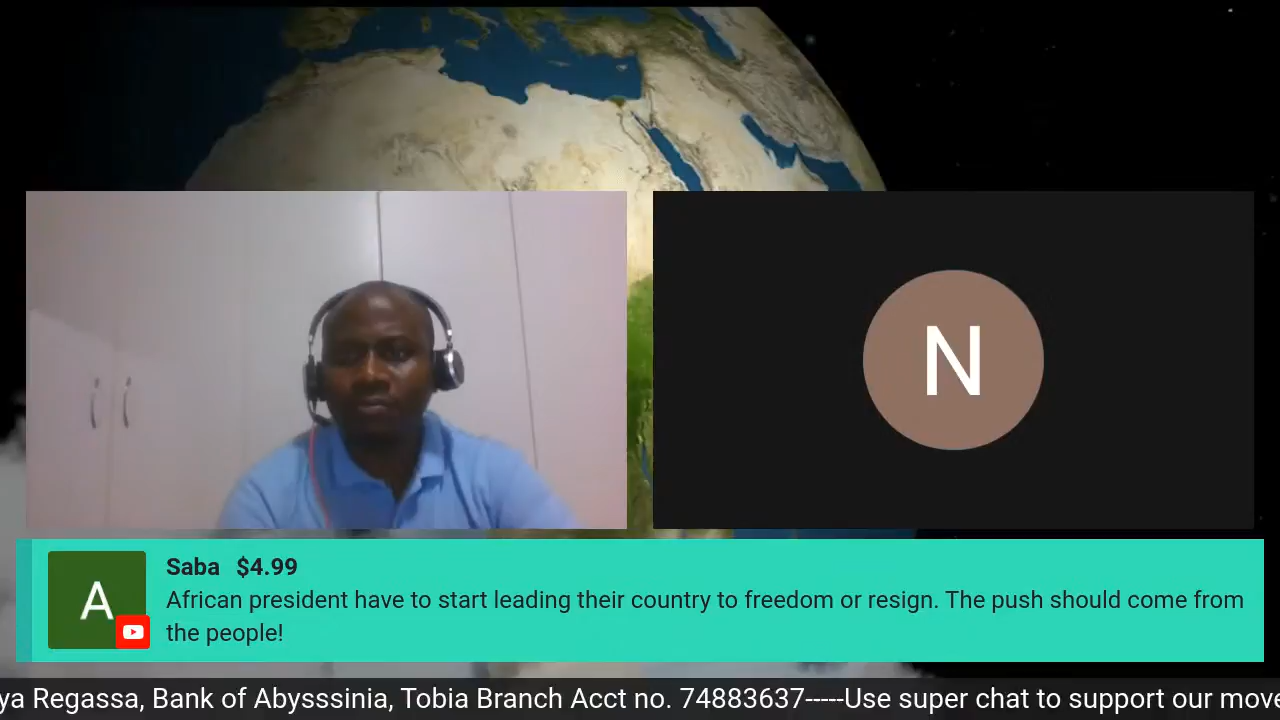 N
A
Saba $4.99
African president have to start leading their country to freedom or resign. The push should come from
the people!
ya Regassa, Bank of Abysssinia, Tobia Branch Acct no. 74883637-----Use super chat to support our move